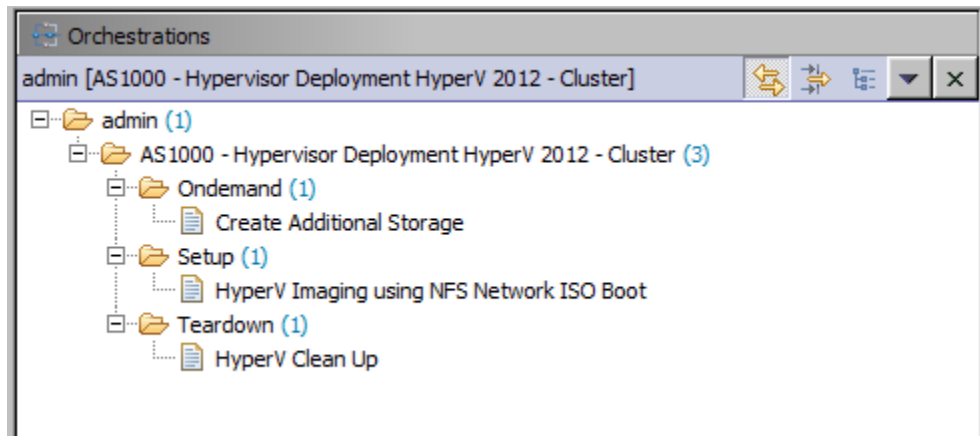 Orchestrations
admin [AS1000 - Hypervisor Deployment HyperV 2012 - Cluster]
admin (1)
AS1000 - Hypervisor Deployment HyperV 2012 - Cluster (3)
Ondemand (1)
Create Additional Storage
Setup (1)
HyperV Imaging using NFS Network ISO Boot
Teardown (1)
HyperV Clean Up